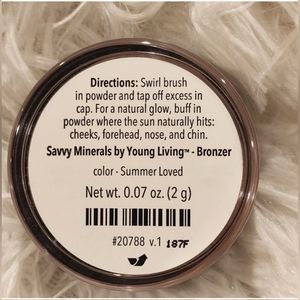 Directions: Swirl brush
in powder and tap off excess in
cap. For a natural glow, buff in
powder where the sun naturally hits:
cheeks, forehead, nose, and chin.
Savvy Minerals by Young Living™ - Bronzer
color - Summer Loved
Net wt. 0.07 oz. (2 g)
#20788 v.1 187F